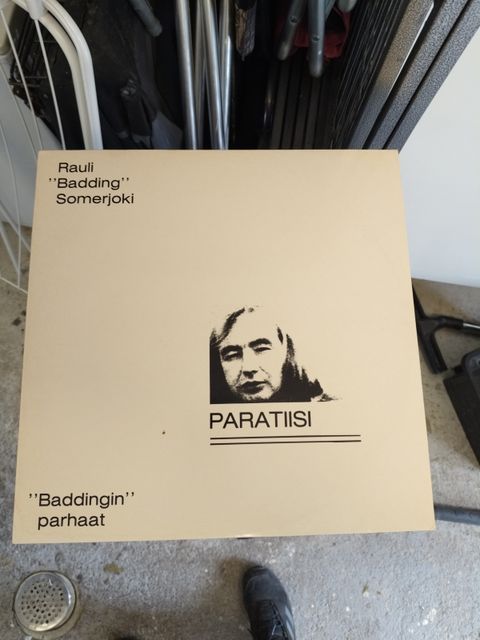 Rauli
"Badding"
Somerjoki
PARATIISI
"Baddingin"
parhaat